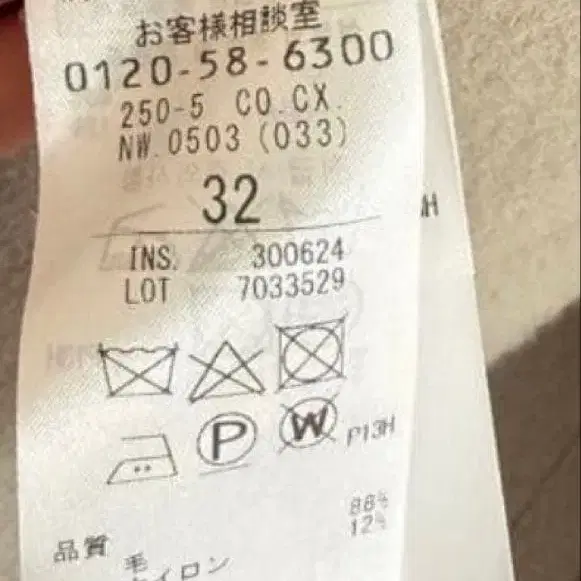 お客様相談室
0120-58-6300
250-5 CO.CX.
NW.0503 (033)
32
INS. 300624
LOT 7033529
P
W
P13H
品質
毛 88%
ナイロン 12%